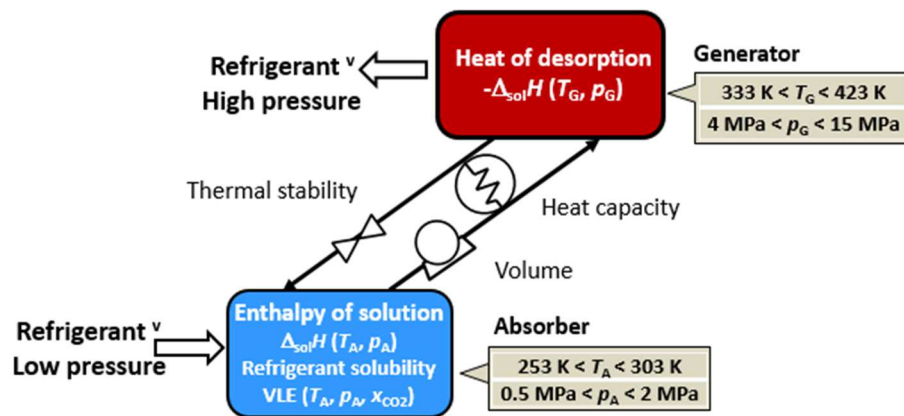 Refrigerant v
High pressure
Heat of desorption
-ΔsolH (TG, pG)
Generator
333 K < TG < 423 K
4 MPa < pG < 15 MPa
Thermal stability
Heat capacity
Volume
Refrigerant v
Low pressure
Enthalpy of solution
ΔsolH (TA, pA)
Refrigerant solubility
VLE (TA, pA, xCO2)
Absorber
253 K < TA < 303 K
0.5 MPa < pA < 2 MPa